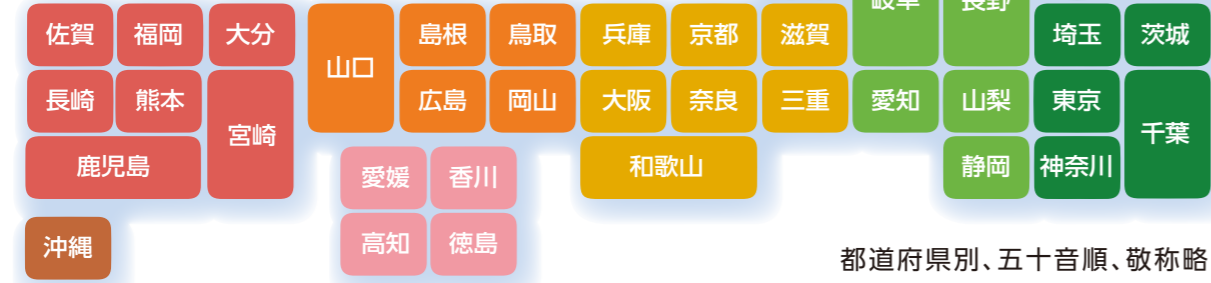 岐阜 長野
佐賀 福岡 大分 山口 島根 鳥取 兵庫 京都 滋賀 埼玉 茨城
長崎 熊本 宮崎 広島 岡山 大阪 奈良 三重 愛知 山梨 東京 千葉
鹿児島 愛媛 香川 和歌山 静岡 神奈川
沖縄 高知 徳島
都道府県別、五十音順、敬称略